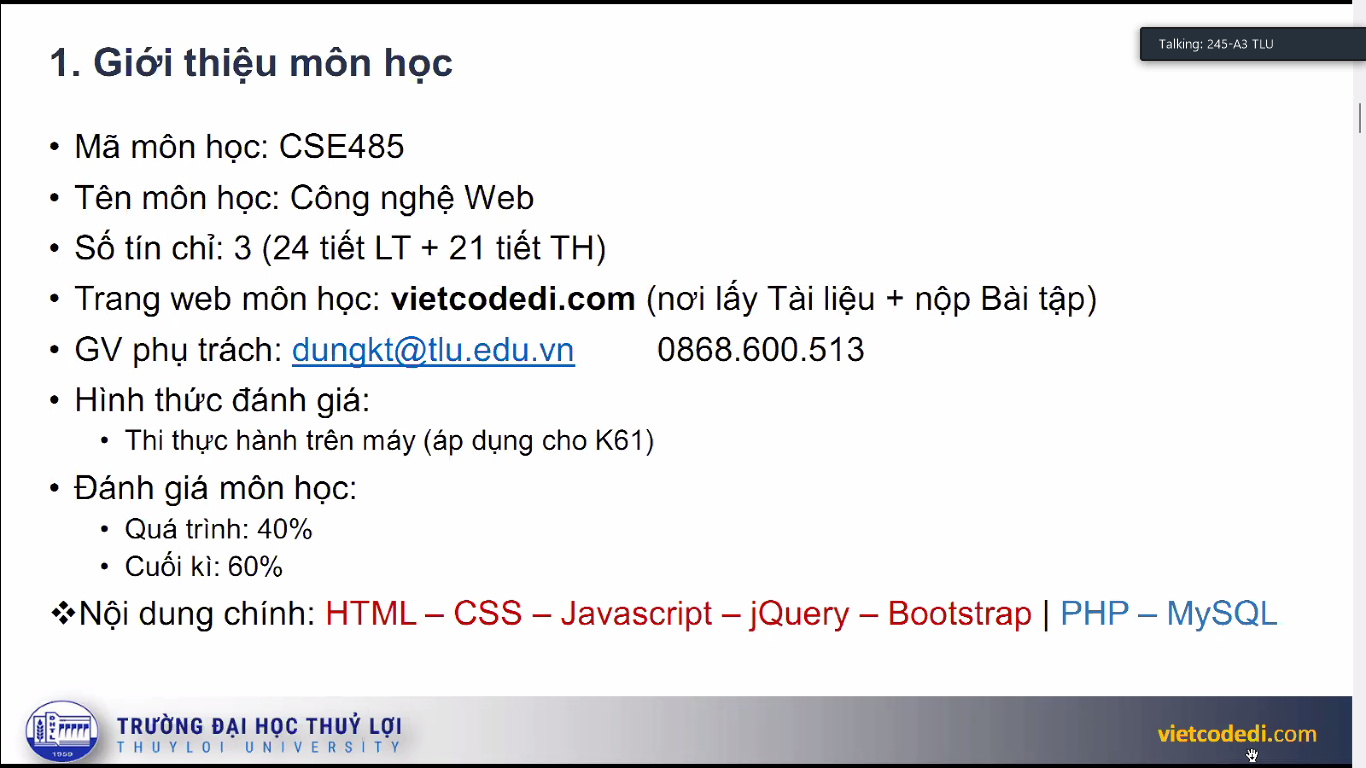 1. Giới thiệu môn học
Talking: 245-A3 TLU
• Mã môn học: CSE485
• Tên môn học: Công nghệ Web
• Số tín chỉ: 3 (24 tiết LT + 21 tiết TH)
• Trang web môn học: vietcodedi.com (nơi lấy Tài liệu + nộp Bài tập)
• GV phụ trách: dungkt@tlu.edu.vn 0868.600.513
• Hình thức đánh giá:
• Thi thực hành trên máy (áp dụng cho K61)
• Đánh giá môn học:
• Quá trình: 40%
• Cuối kì: 60%
❖Nội dung chính: HTML – CSS – Javascript – jQuery – Bootstrap | PHP – MySQL
TRƯỜNG ĐẠI HỌC THUỶ LỢI
THUYLOI UNIVERSITY
1959
vietcodedi.com